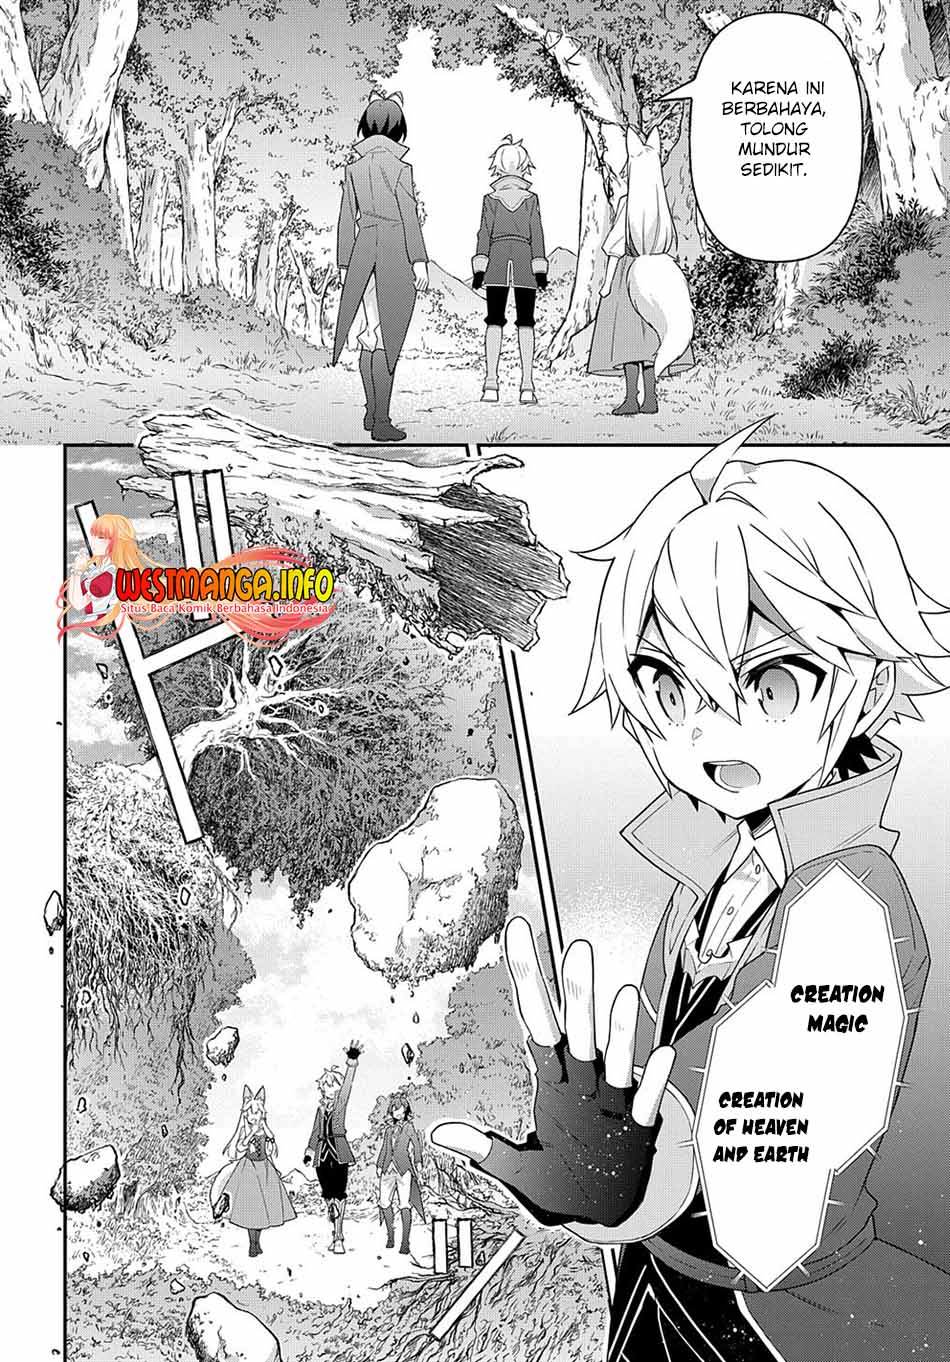 KARENA INI
BERBAHAYA,
TOLONG
MUNDUR
SEDIKIT.
WESTMANGA.INFO
Situs Baca Komik Berbahasa Indonesia
CREATION
MAGIC
CREATION
OF HEAVEN
AND EARTH